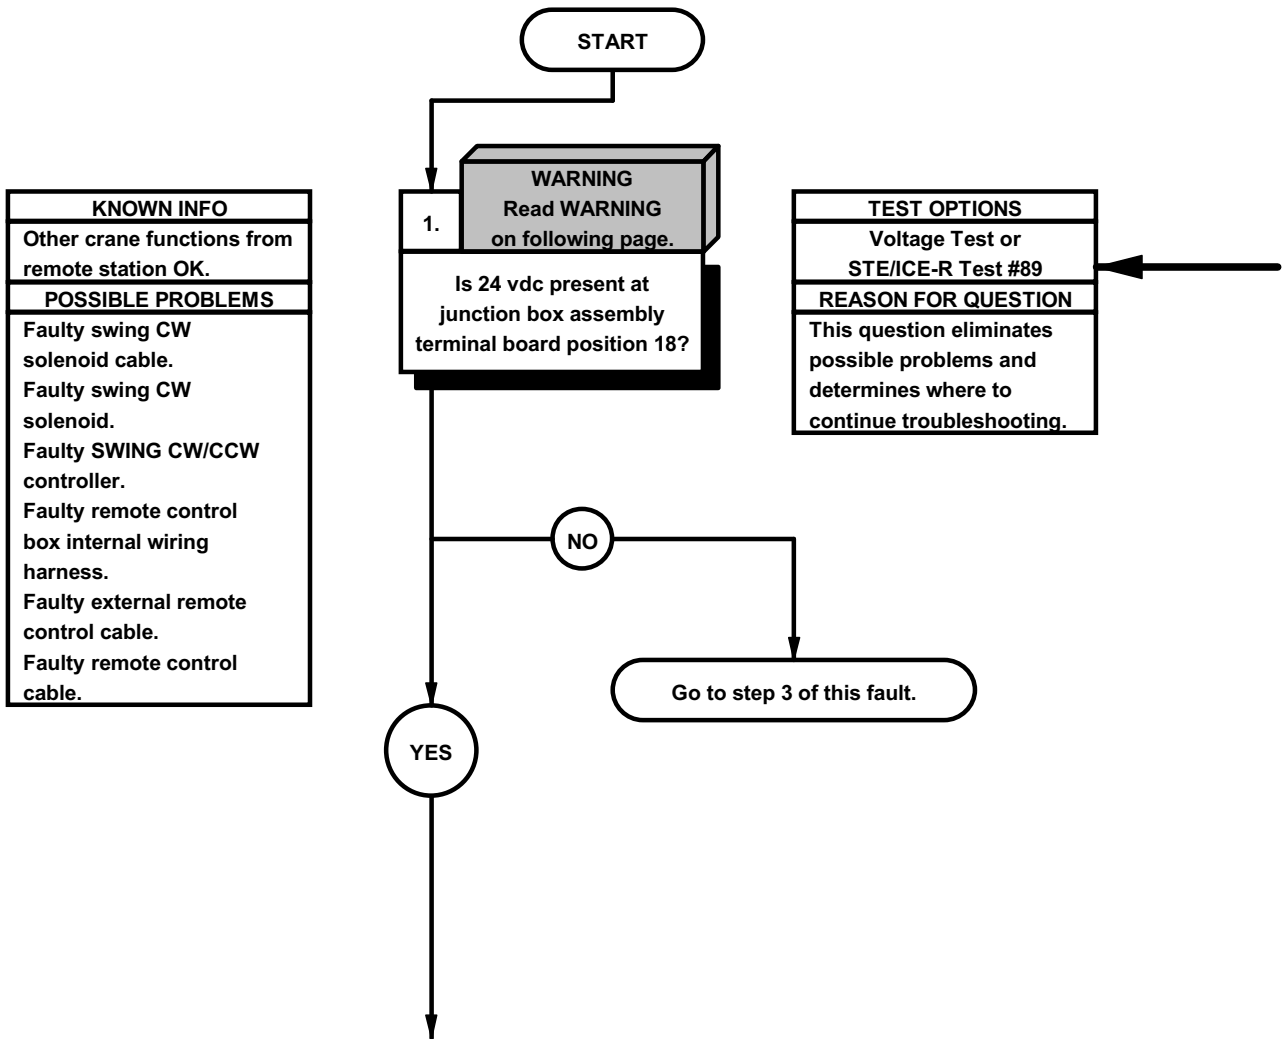 START
KNOWN INFO
Other crane functions from
remote station OK.
POSSIBLE PROBLEMS
Faulty swing CW
solenoid cable.
Faulty swing CW
solenoid.
Faulty SWING CW/CCW
controller.
Faulty remote control
box internal wiring
harness.
Faulty external remote
control cable.
Faulty remote control
cable.
WARNING
Read WARNING
on following page.
1.
Is 24 vdc present at
junction box assembly
terminal board position 18?
TEST OPTIONS
Voltage Test or
STE/ICE-R Test #89
REASON FOR QUESTION
This question eliminates
possible problems and
determines where to
continue troubleshooting.
NO
Go to step 3 of this fault.
YES